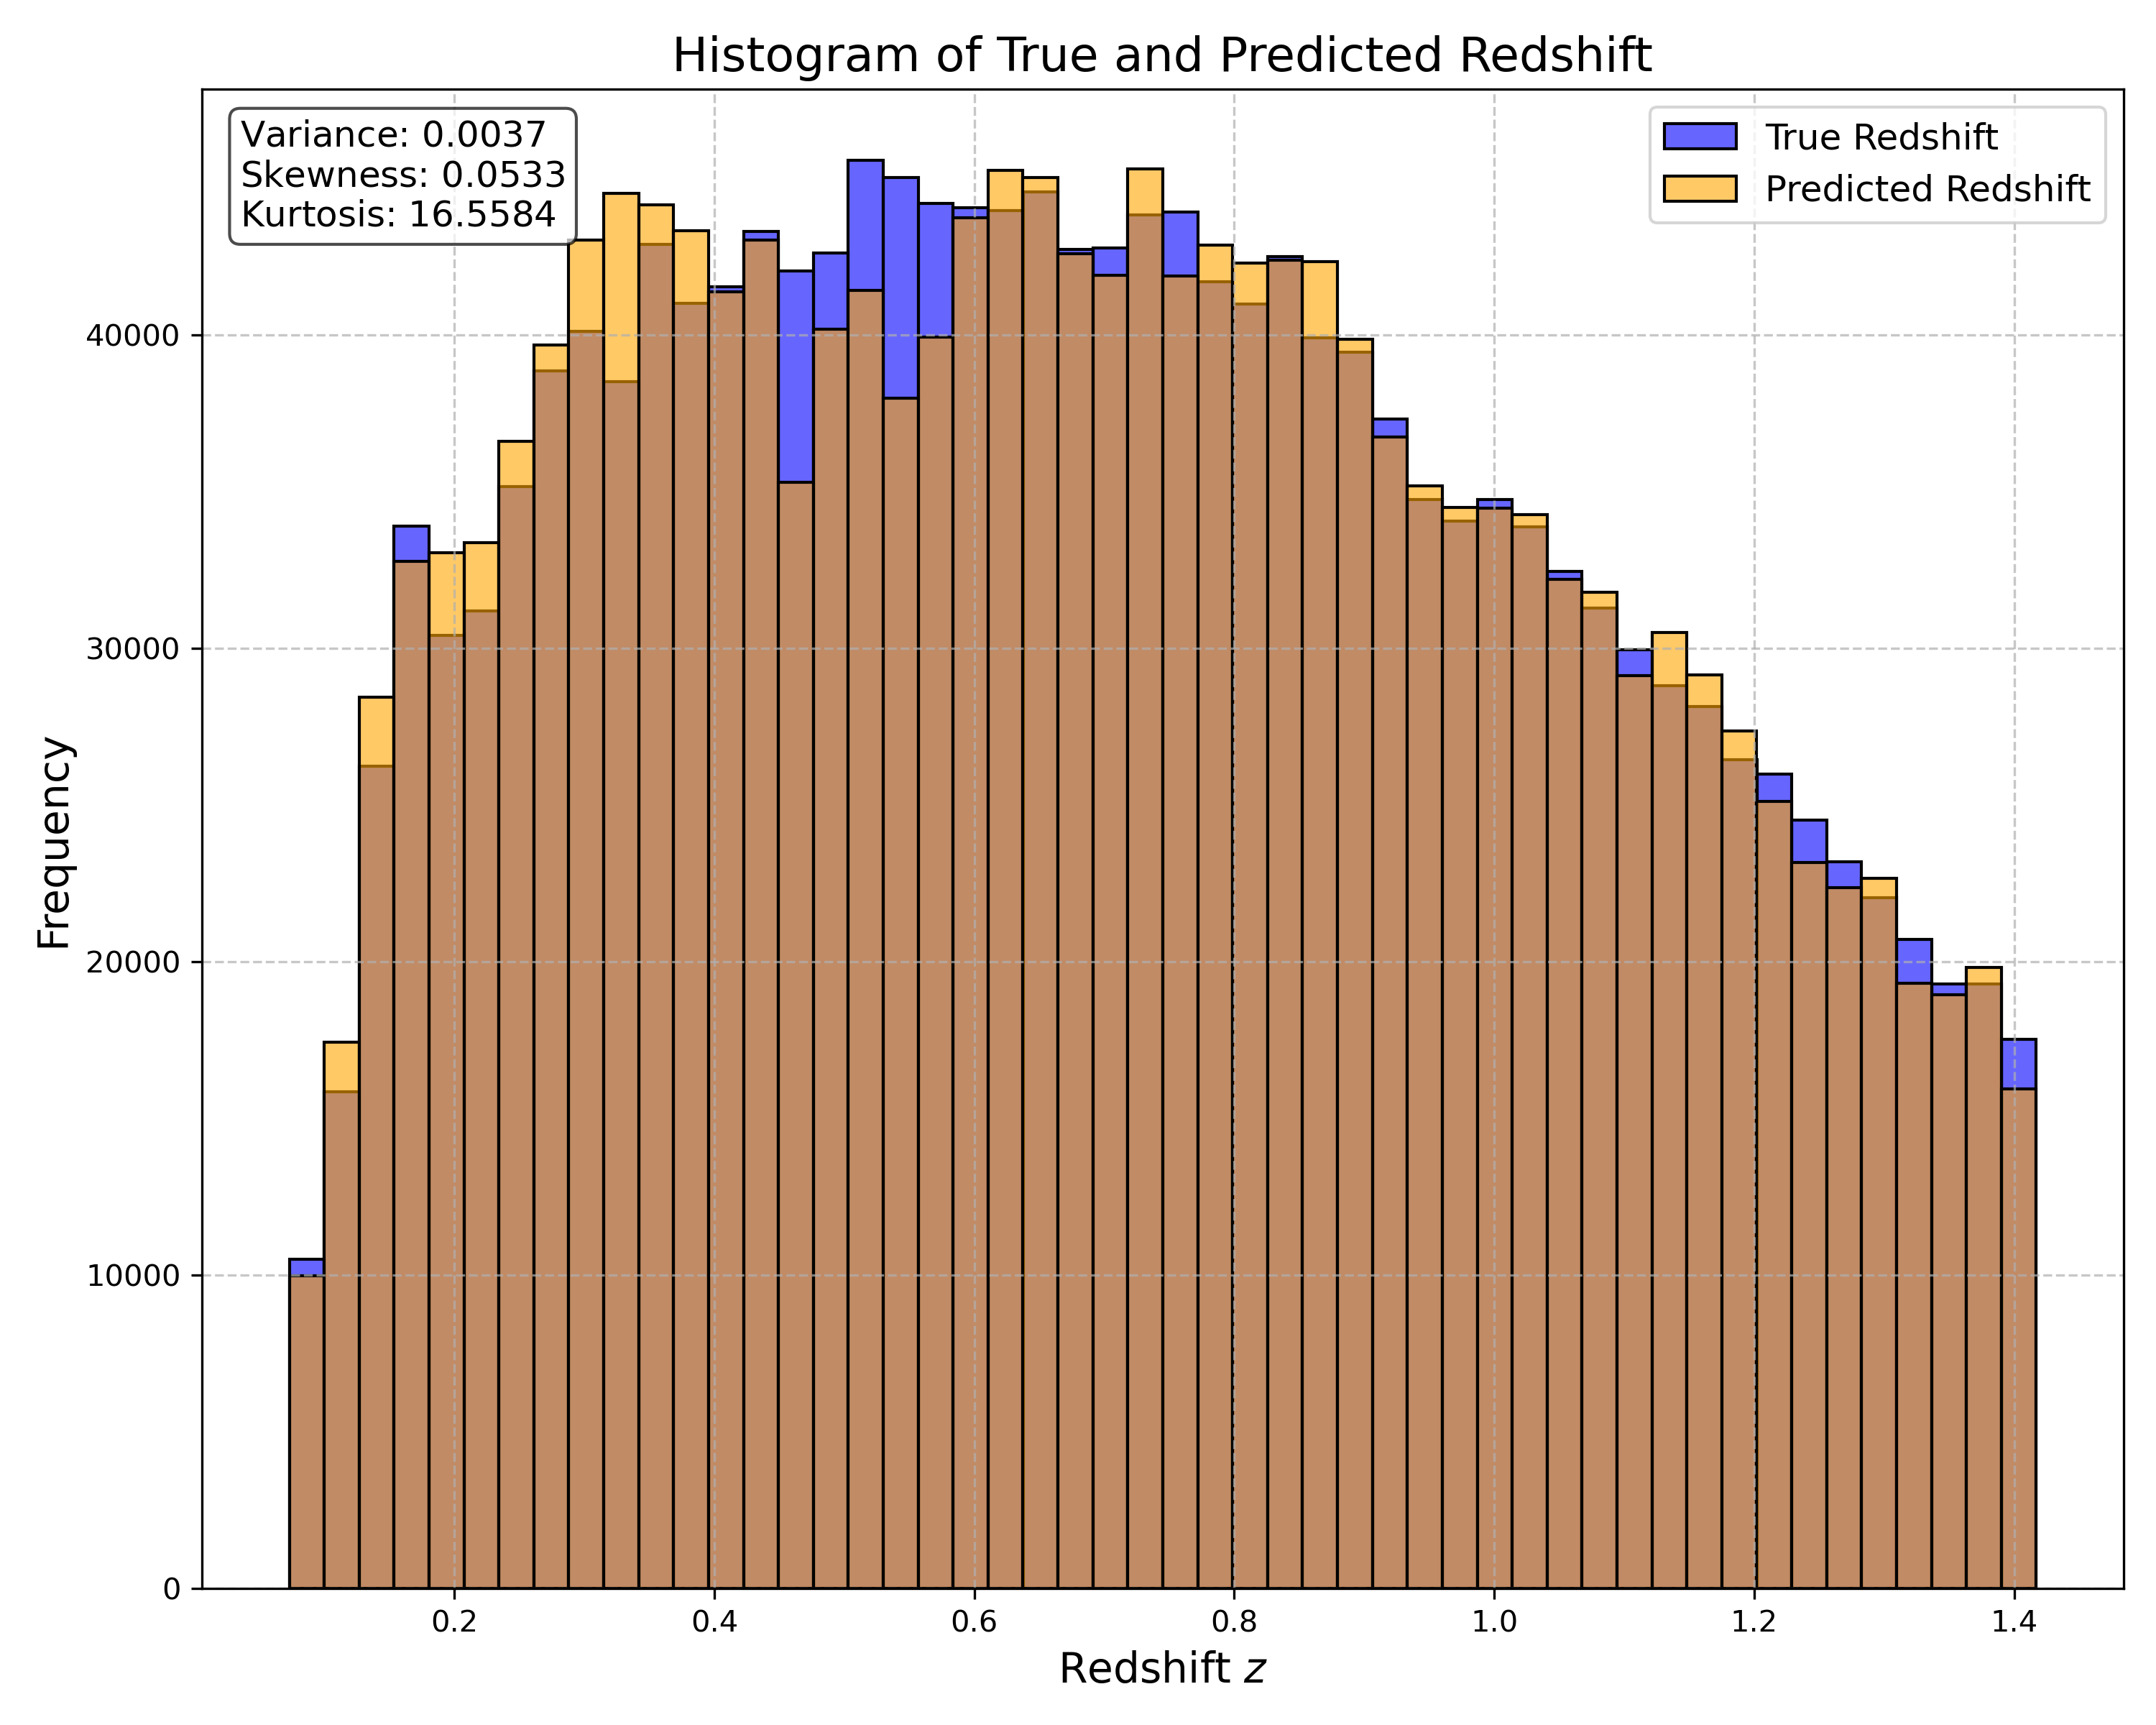 Histogram of True and Predicted Redshift
Variance: 0.0037
Skewness: 0.0533
Kurtosis: 16.5584
True Redshift
Predicted Redshift
Frequency
40000
30000
20000
10000
0
0.2 0.4 0.6 0.8 1.0 1.2 1.4
Redshift z